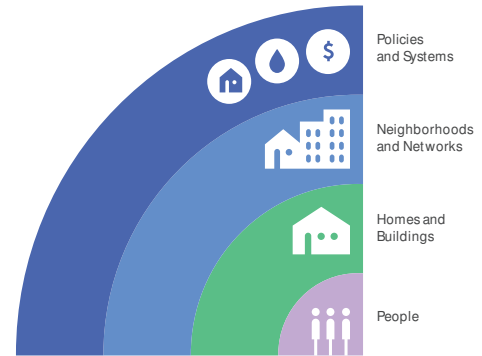 $
Policies
and Systems
Neighborhoods
and Networks
Homes and
Buildings
People